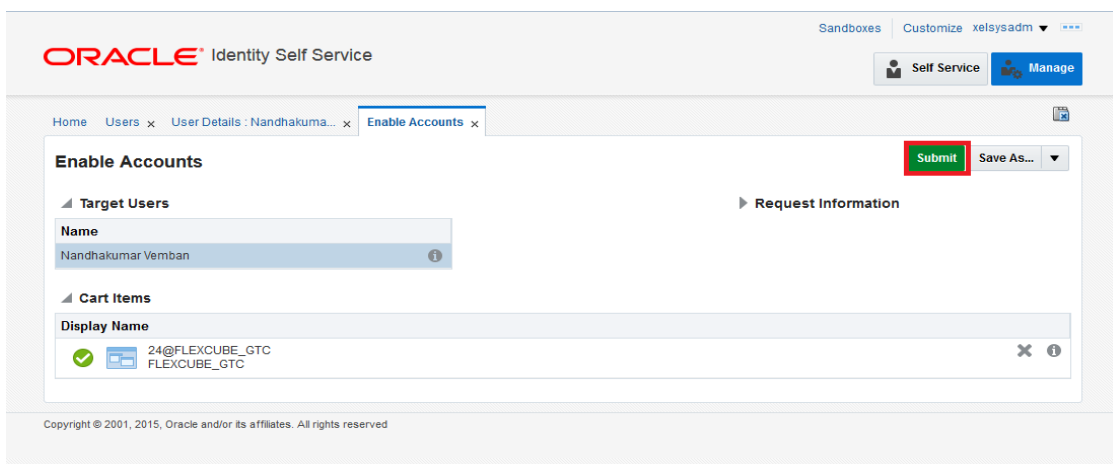 Sandboxes Customize xelsysadm
ORACLE Identity Self Service
Self Service Manage
Home Users x User Details : Nandhakuma... x Enable Accounts x
Enable Accounts
Submit Save As...
Target Users
Request Information
Name
Nandhakumar Vemban
Cart Items
Display Name
24@FLEXCUBE_GTC
FLEXCUBE_GTC
Copyright © 2001, 2015, Oracle and/or its affiliates. All rights reserved